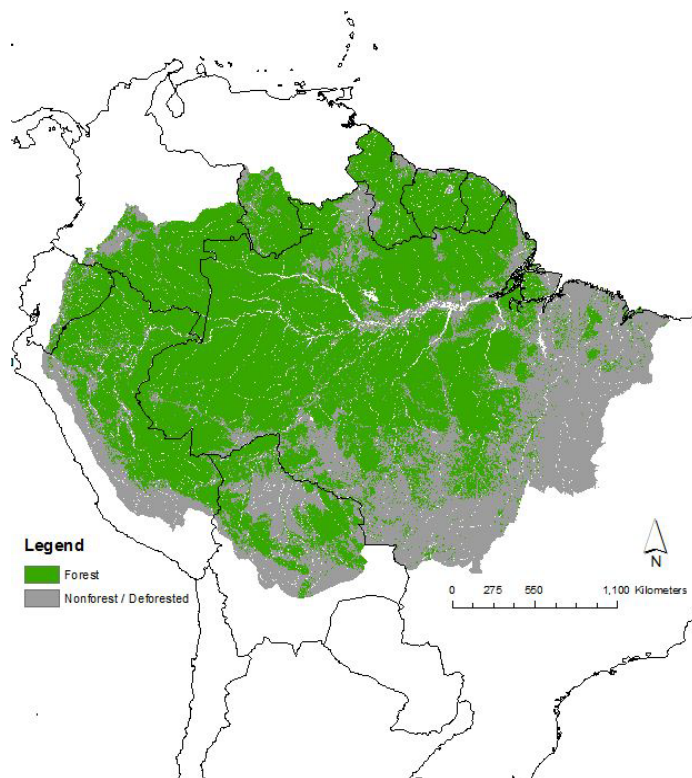 Legend
Forest
Nonforest / Deforested
N
0 275 550 1,100 Kilometers